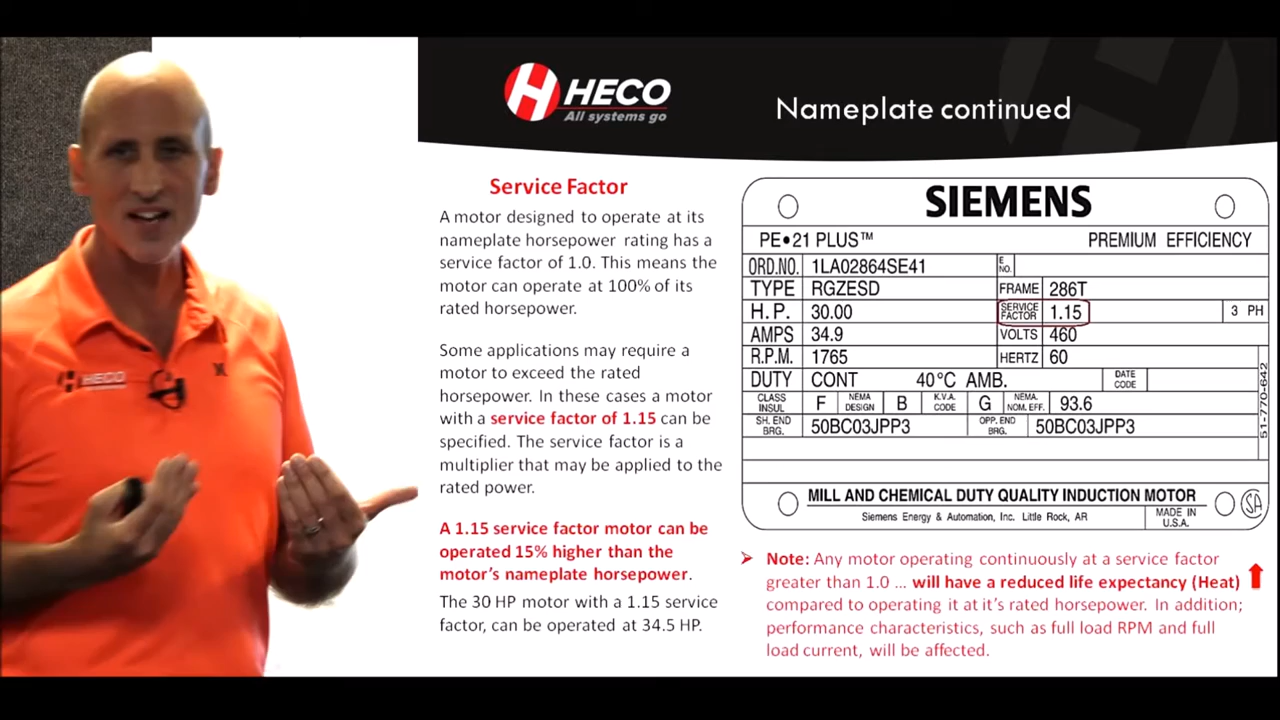 HECO
All systems go
Nameplate continued
HECO
Service Factor
A motor designed to operate at its
nameplate horsepower rating has a
service factor of 1.0. This means the
motor can operate at 100% of its
rated horsepower.
Some applications may require a
motor to exceed the rated
horsepower. In these cases a motor
with a service factor of 1.15 can be
specified. The service factor is a
multiplier that may be applied to the
rated power.
A 1.15 service factor motor can be
operated 15% higher than the
motor's nameplate horsepower.
The 30 HP motor with a 1.15 service
factor, can be operated at 34.5 HP.
SIEMENS
PE•21 PLUS™ PREMIUM EFFICIENCY
ORD.NO. 1LA02864SE41 E NO.
TYPE RGZESD FRAME 286T
H.P. 30.00 SERVICE FACTOR 1.15 3 PH
AMPS 34.9 VOLTS 460
R.P.M. 1765 HERTZ 60
DUTY CONT 40°C AMB. DATE CODE
CLASS INSUL F NEMA DESIGN B K.V.A. CODE G NEMA NOM. EFF. 93.6
SH. END BRG. 50BC03JPP3 OPP. END BRG. 50BC03JPP3
51-770-642
MILL AND CHEMICAL DUTY QUALITY INDUCTION MOTOR
Siemens Energy & Automation, Inc. Little Rock, AR MADE IN U.S.A. SA
➢ Note: Any motor operating continuously at a service factor
greater than 1.0 ... will have a reduced life expectancy (Heat)
compared to operating it at it's rated horsepower. In addition;
performance characteristics, such as full load RPM and full
load current, will be affected.